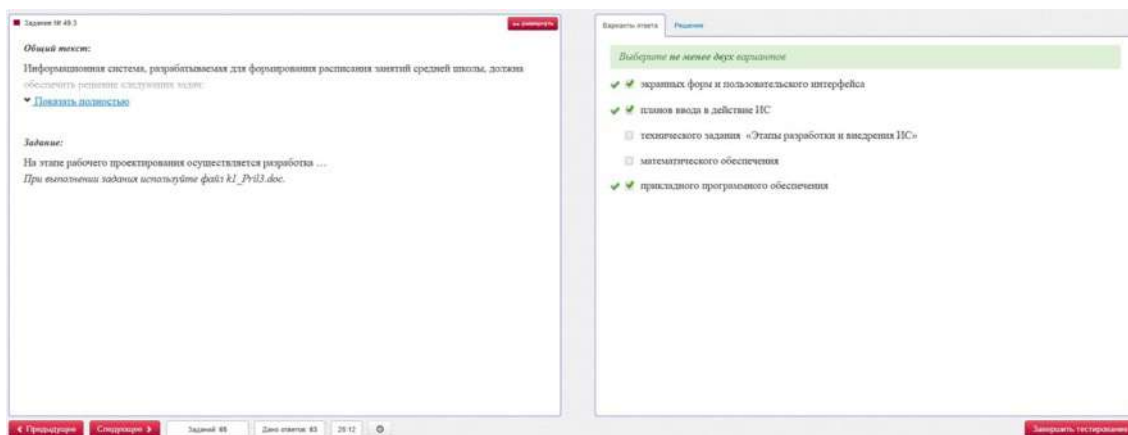 Задание № 49.3
развернуть
Общий текст:
Информационная система, разрабатываемая для формирования расписания занятий средней школы, должна
обеспечить решение следующих задач:
Показать полностью
Задание:
На этапе рабочего проектирования осуществляется разработка …
При выполнении задания используйте файл k1_Pril3.doc.
Варианты ответа Решение
Выберите не менее двух вариантов
экранных форм и пользовательского интерфейса
планов ввода в действие ИС
технического задания «Этапы разработки и внедрения ИС»
математического обеспечения
прикладного программного обеспечения
Предыдущее Следующее Заданий 65 Дано ответов 63 20:12 Завершить тестирование